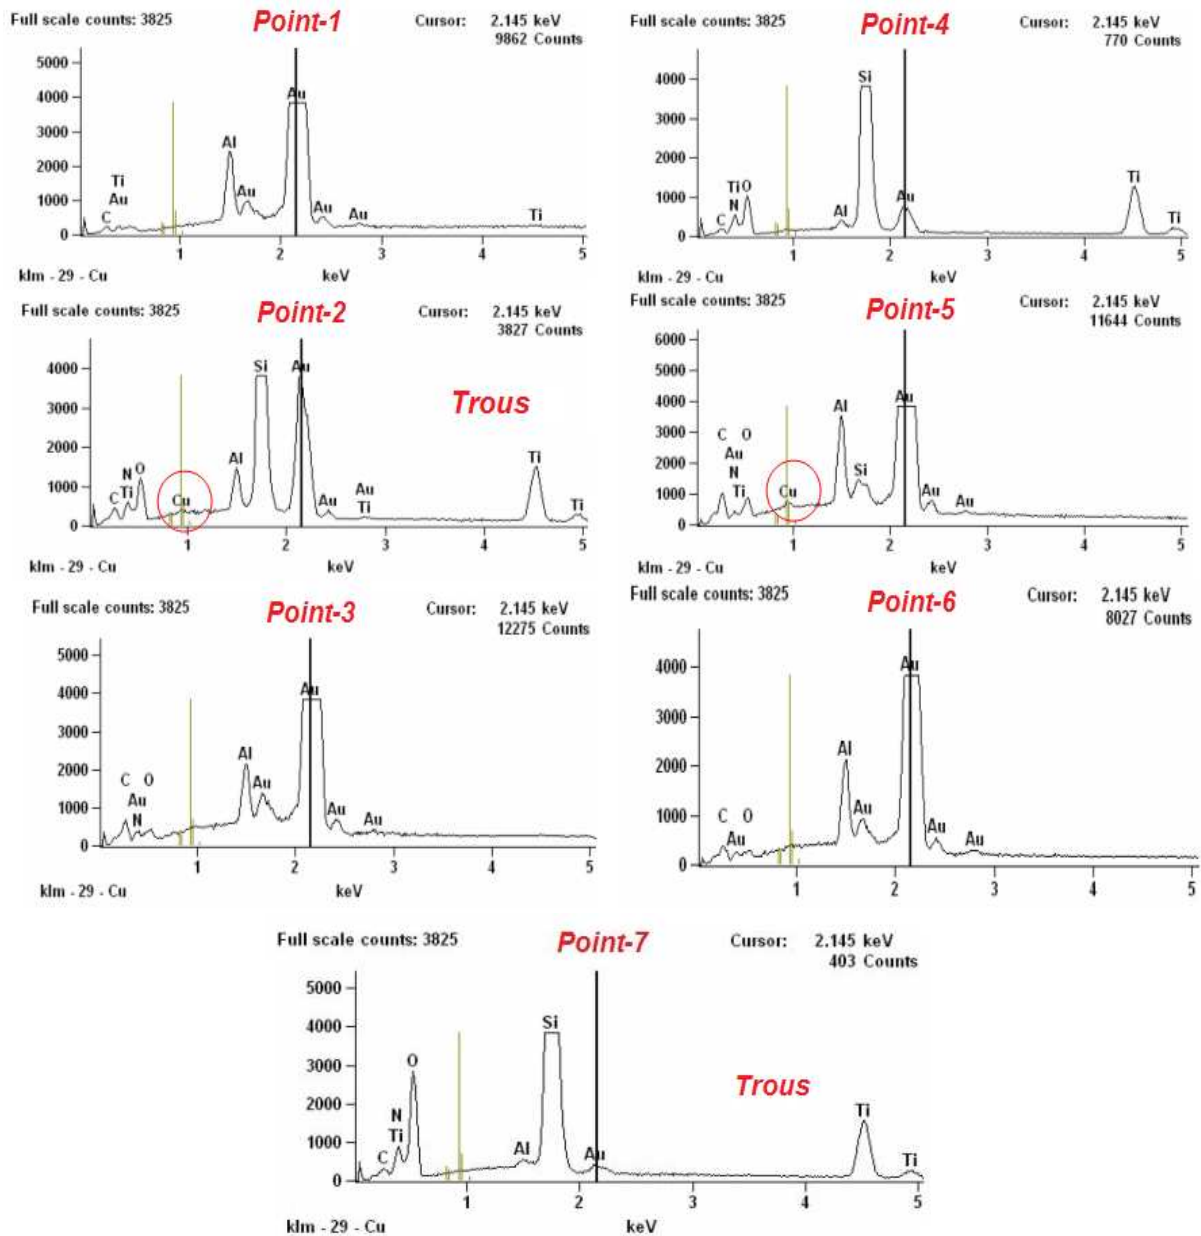 Full scale counts: 3825
Point-1
Cursor: 2.145 keV
9862 Counts
5000
4000
3000
2000
1000
0
C
Ti
Au
Al
Au
Au
Au
Au
Ti
1 2 3 4 5
klm - 29 - Cu
keV
Full scale counts: 3825
Point-4
Cursor: 2.145 keV
770 Counts
4000
3000
2000
1000
0
C
Ti
N
O
Al
Si
Au
Ti
Ti
1 2 3 4 5
klm - 29 - Cu
keV
Full scale counts: 3825
Point-2
Cursor: 2.145 keV
3827 Counts
Trous
4000
3000
2000
1000
0
C
N
Ti
O
Cu
Al
Si
Au
Au
Au
Ti
Ti
Ti
1 2 3 4 5
klm - 29 - Cu
keV
Full scale counts: 3825
Point-5
Cursor: 2.145 keV
11644 Counts
6000
5000
4000
3000
2000
1000
0
C O
Au
N
Ti
Cu
Al
Si
Au
Au
Au
1 2 3 4 5
klm - 29 - Cu
keV
Full scale counts: 3825
Point-3
Cursor: 2.145 keV
12275 Counts
5000
4000
3000
2000
1000
0
C O
Au
N
Al
Au
Au
Au
Au
1 2 3 4 5
klm - 29 - Cu
keV
Full scale counts: 3825
Point-6
Cursor: 2.145 keV
8027 Counts
4000
3000
2000
1000
0
C O
Au
Al
Au
Au
Au
Au
1 2 3 4 5
klm - 29 - Cu
keV
Full scale counts: 3825
Point-7
Cursor: 2.145 keV
403 Counts
Trous
5000
4000
3000
2000
1000
0
C
N
Ti
O
Al
Si
Au
Ti
Ti
1 2 3 4 5
klm - 29 - Cu
keV